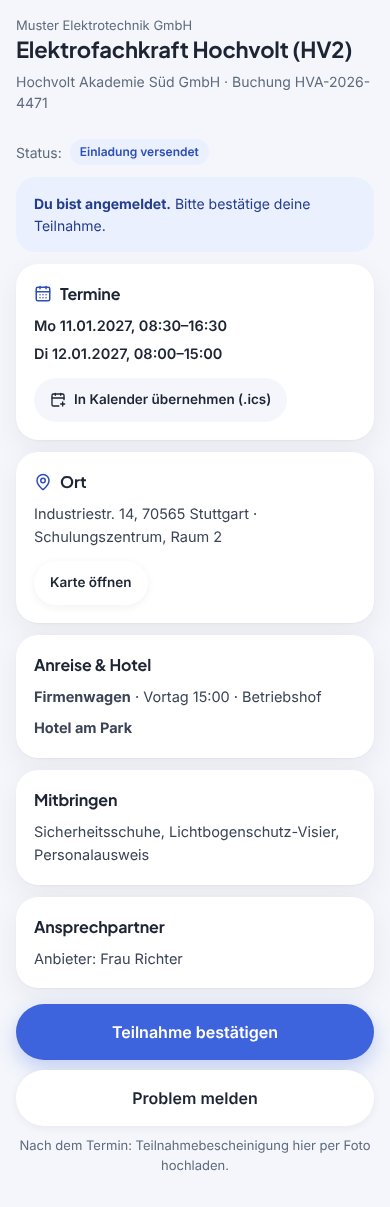 Muster Elektrotechnik GmbH
Elektrofachkraft Hochvolt (HV2)
Hochvolt Akademie Süd GmbH · Buchung HVA-2026-
4471
Status: Einladung versendet
Du bist angemeldet. Bitte bestätige deine
Teilnahme.
Termine
Mo 11.01.2027, 08:30–16:30
Di 12.01.2027, 08:00–15:00
In Kalender übernehmen (.ics)
Ort
Industriestr. 14, 70565 Stuttgart ·
Schulungszentrum, Raum 2
Karte öffnen
Anreise & Hotel
Firmenwagen · Vortag 15:00 · Betriebshof
Hotel am Park
Mitbringen
Sicherheitsschuhe, Lichtbogenschutz-Visier,
Personalausweis
Ansprechpartner
Anbieter: Frau Richter
Teilnahme bestätigen
Problem melden
Nach dem Termin: Teilnahmebescheinigung hier per Foto
hochladen.